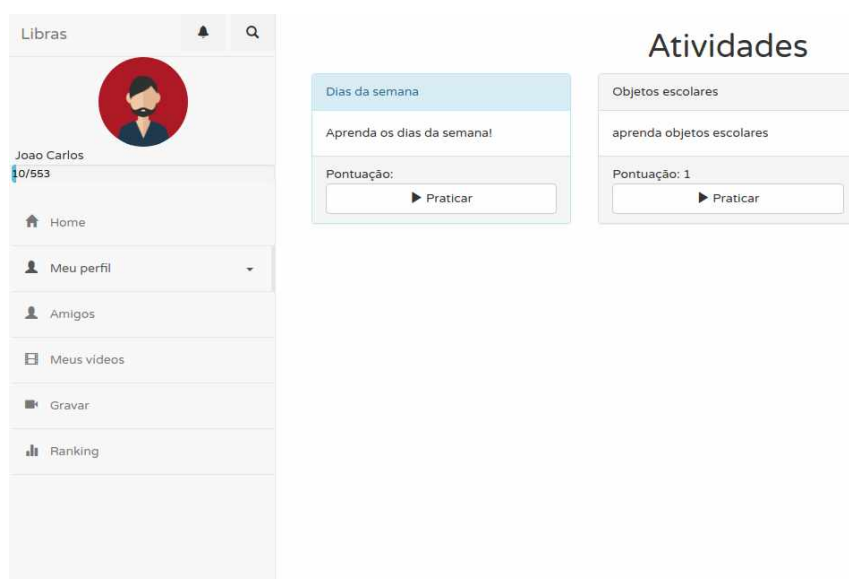 Libras
Joao Carlos
10/553
Home
Meu perfil
Amigos
Meus vídeos
Gravar
Ranking
Atividades
Dias da semana
Aprenda os dias da semana!
Pontuação:
Praticar
Objetos escolares
aprenda objetos escolares
Pontuação: 1
Praticar